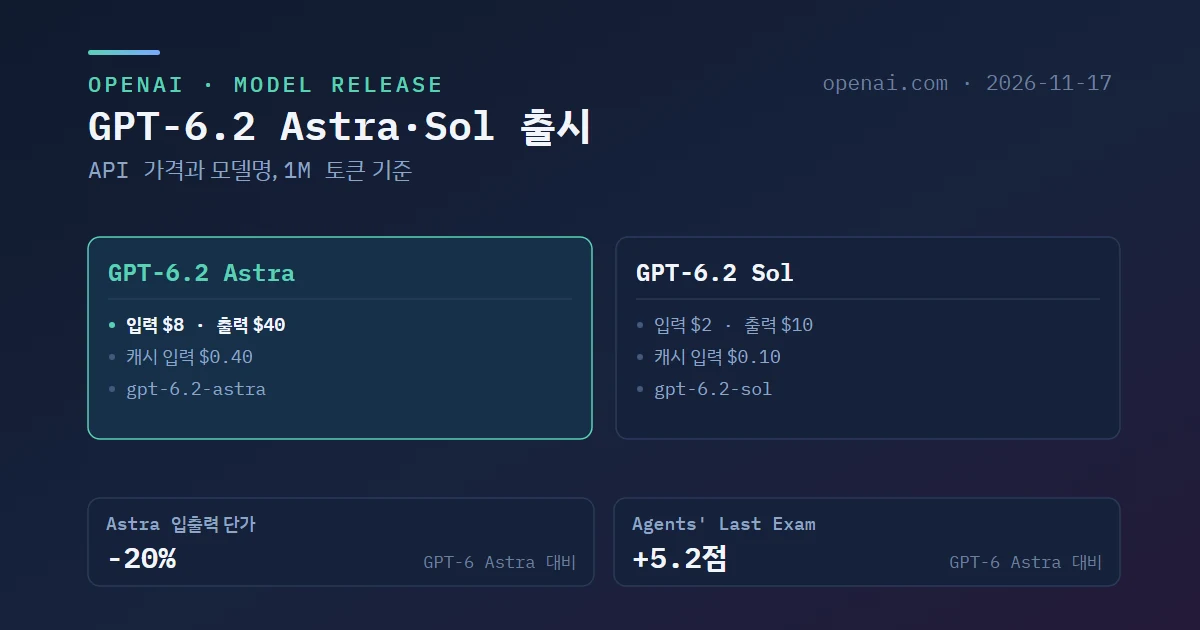 OPENAI · MODEL RELEASE
openai.com · 2026-11-17
GPT-6.2 Astra·Sol 출시
API 가격과 모델명, 1M 토큰 기준
GPT-6.2 Astra
• 입력 $8 · 출력 $40
• 캐시 입력 $0.40
• gpt-6.2-astra
GPT-6.2 Sol
• 입력 $2 · 출력 $10
• 캐시 입력 $0.10
• gpt-6.2-sol
Astra 입출력 단가
-20%
GPT-6 Astra 대비
Agents' Last Exam
+5.2점
GPT-6 Astra 대비